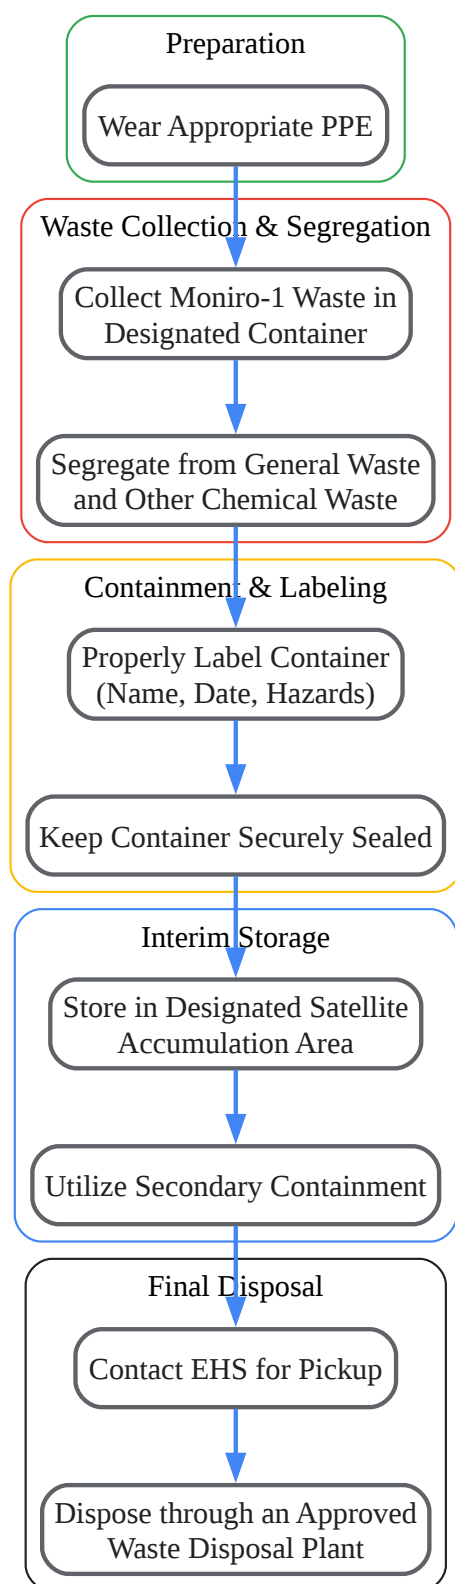 Preparation
Wear Appropriate PPE
Waste Collection & Segregation
Collect Moniro-1 Waste in
Designated Container
Segregate from General Waste
and Other Chemical Waste
Containment & Labeling
Properly Label Container
(Name, Date, Hazards)
Keep Container Securely Sealed
Interim Storage
Store in Designated Satellite
Accumulation Area
Utilize Secondary Containment
Final Disposal
Contact EHS for Pickup
Dispose through an Approved
Waste Disposal Plant